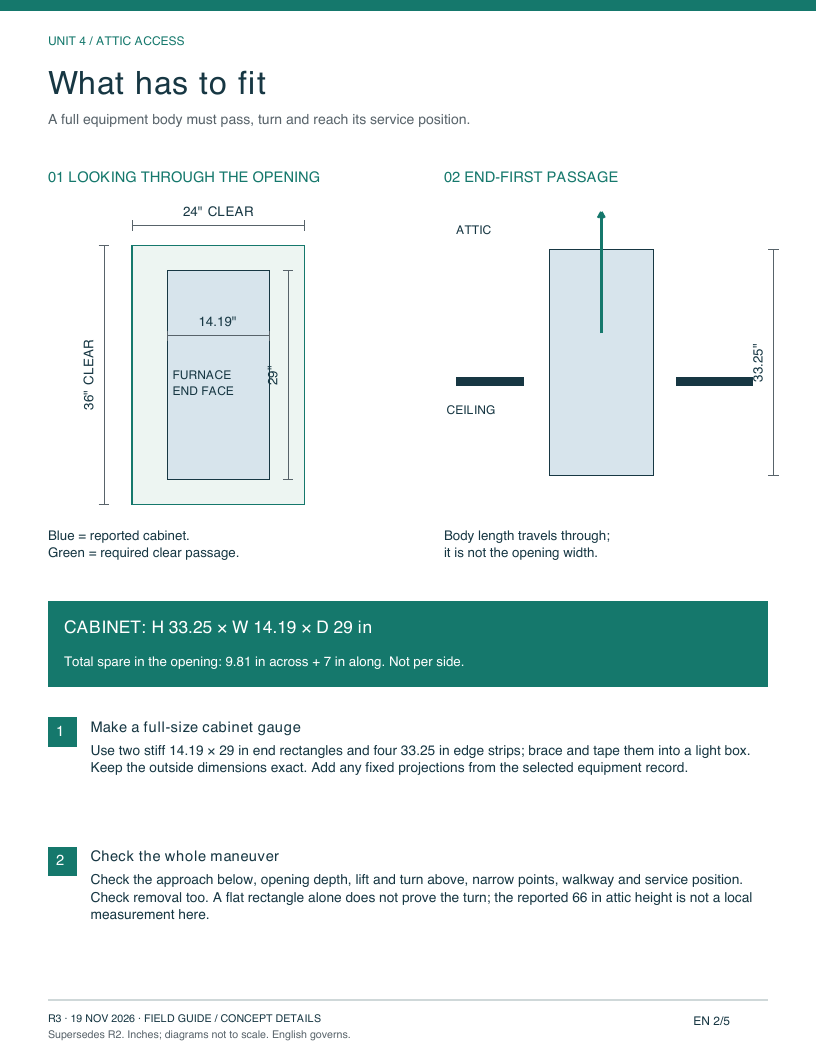 UNIT 4 / ATTIC ACCESS
What has to fit
A full equipment body must pass, turn and reach its service position.
01 LOOKING THROUGH THE OPENING
24" CLEAR
36" CLEAR
14.19"
FURNACE
END FACE
29"
Blue = reported cabinet.
Green = required clear passage.
02 END-FIRST PASSAGE
ATTIC
33.25"
CEILING
Body length travels through;
it is not the opening width.
CABINET: H 33.25 × W 14.19 × D 29 in
Total spare in the opening: 9.81 in across + 7 in along. Not per side.
1
Make a full-size cabinet gauge
Use two stiff 14.19 × 29 in end rectangles and four 33.25 in edge strips; brace and tape them into a light box.
Keep the outside dimensions exact. Add any fixed projections from the selected equipment record.
2
Check the whole maneuver
Check the approach below, opening depth, lift and turn above, narrow points, walkway and service position.
Check removal too. A flat rectangle alone does not prove the turn; the reported 66 in attic height is not a local
measurement here.
R3 · 19 NOV 2026 · FIELD GUIDE / CONCEPT DETAILS
Supersedes R2. Inches; diagrams not to scale. English governs.
EN 2/5